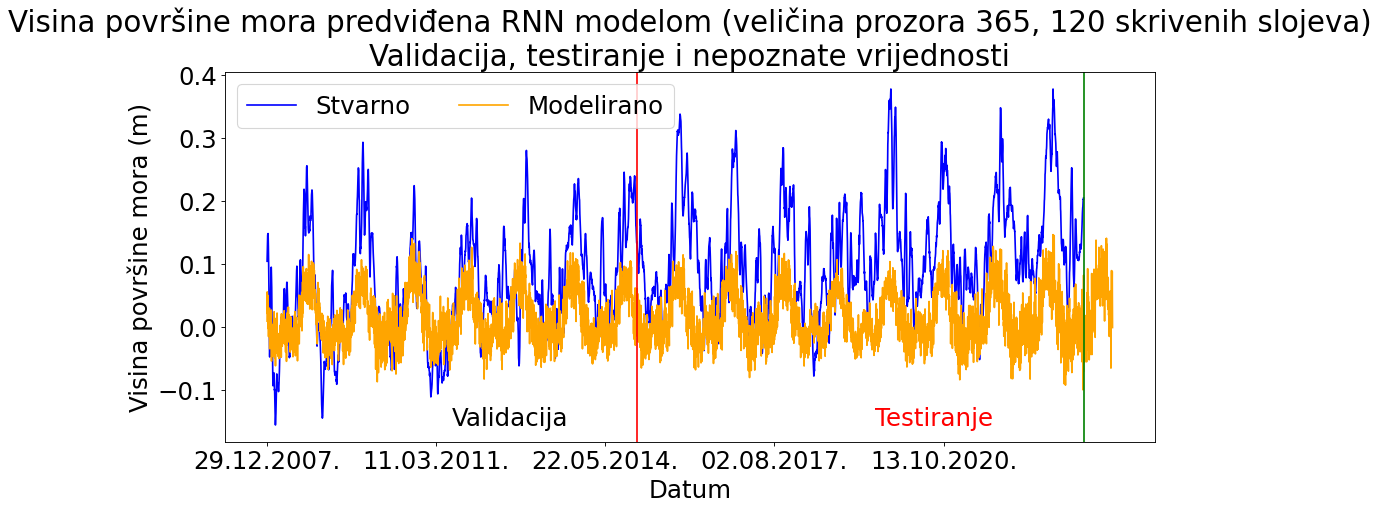 Visina površine mora predviđena RNN modelom (veličina prozora 365, 120 skrivenih slojeva)
Validacija, testiranje i nepoznate vrijednosti
Stvarno
Modelirano
Visina površine mora (m)
0.4
0.3
0.2
0.1
0.0
−0.1
Validacija
Testiranje
29.12.2007.
11.03.2011.
22.05.2014.
02.08.2017.
13.10.2020.
Datum